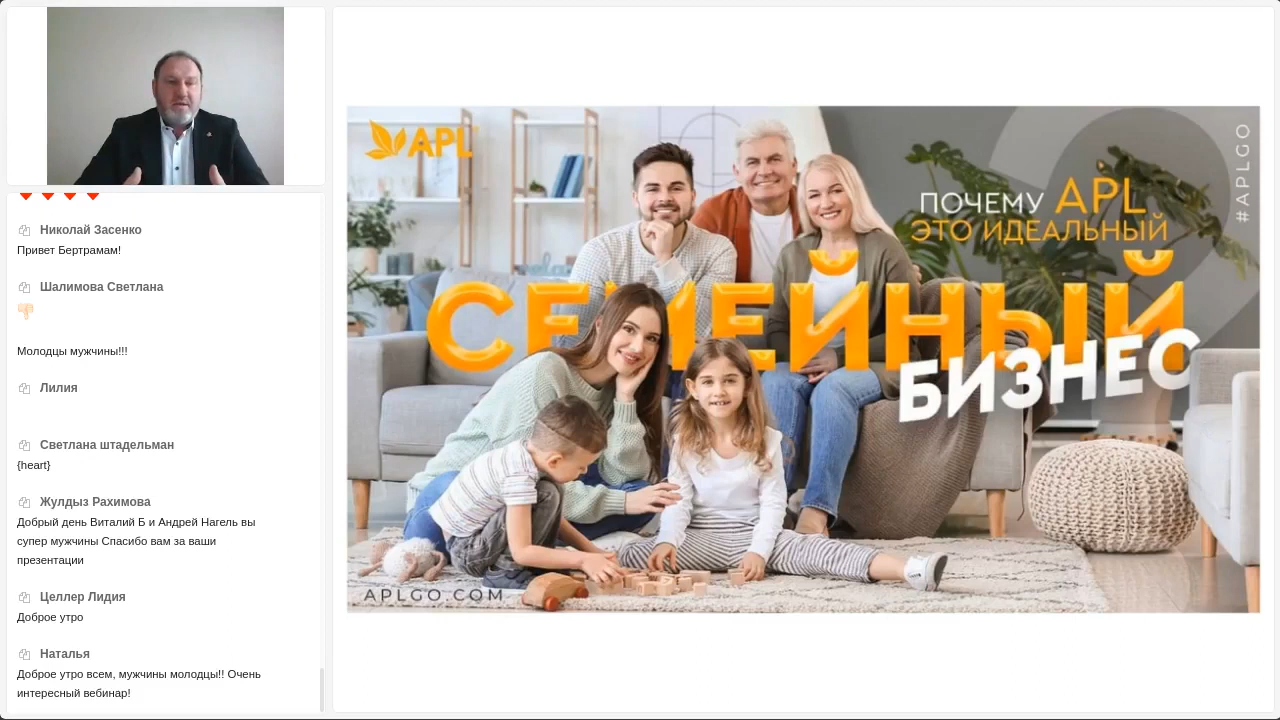 Николай Засенко
Привет Бертрамам!
Шалимова Светлана
Молодцы мужчины!!!
Лилия
Светлана штадельман
{heart}
Жулдыз Рахимова
Добрый день Виталий Б и Андрей Нагель вы
супер мужчины Спасибо вам за ваши
презентации
Целлер Лидия
Доброе утро
Наталья
Доброе утро всем, мужчины молодцы!! Очень
интересный вебинар!
APL
#APLGO
ПОЧЕМУ APL
ЭТО ИДЕАЛЬНЫЙ
СЕМЕЙНЫЙ
БИЗНЕС
APLGO.COM